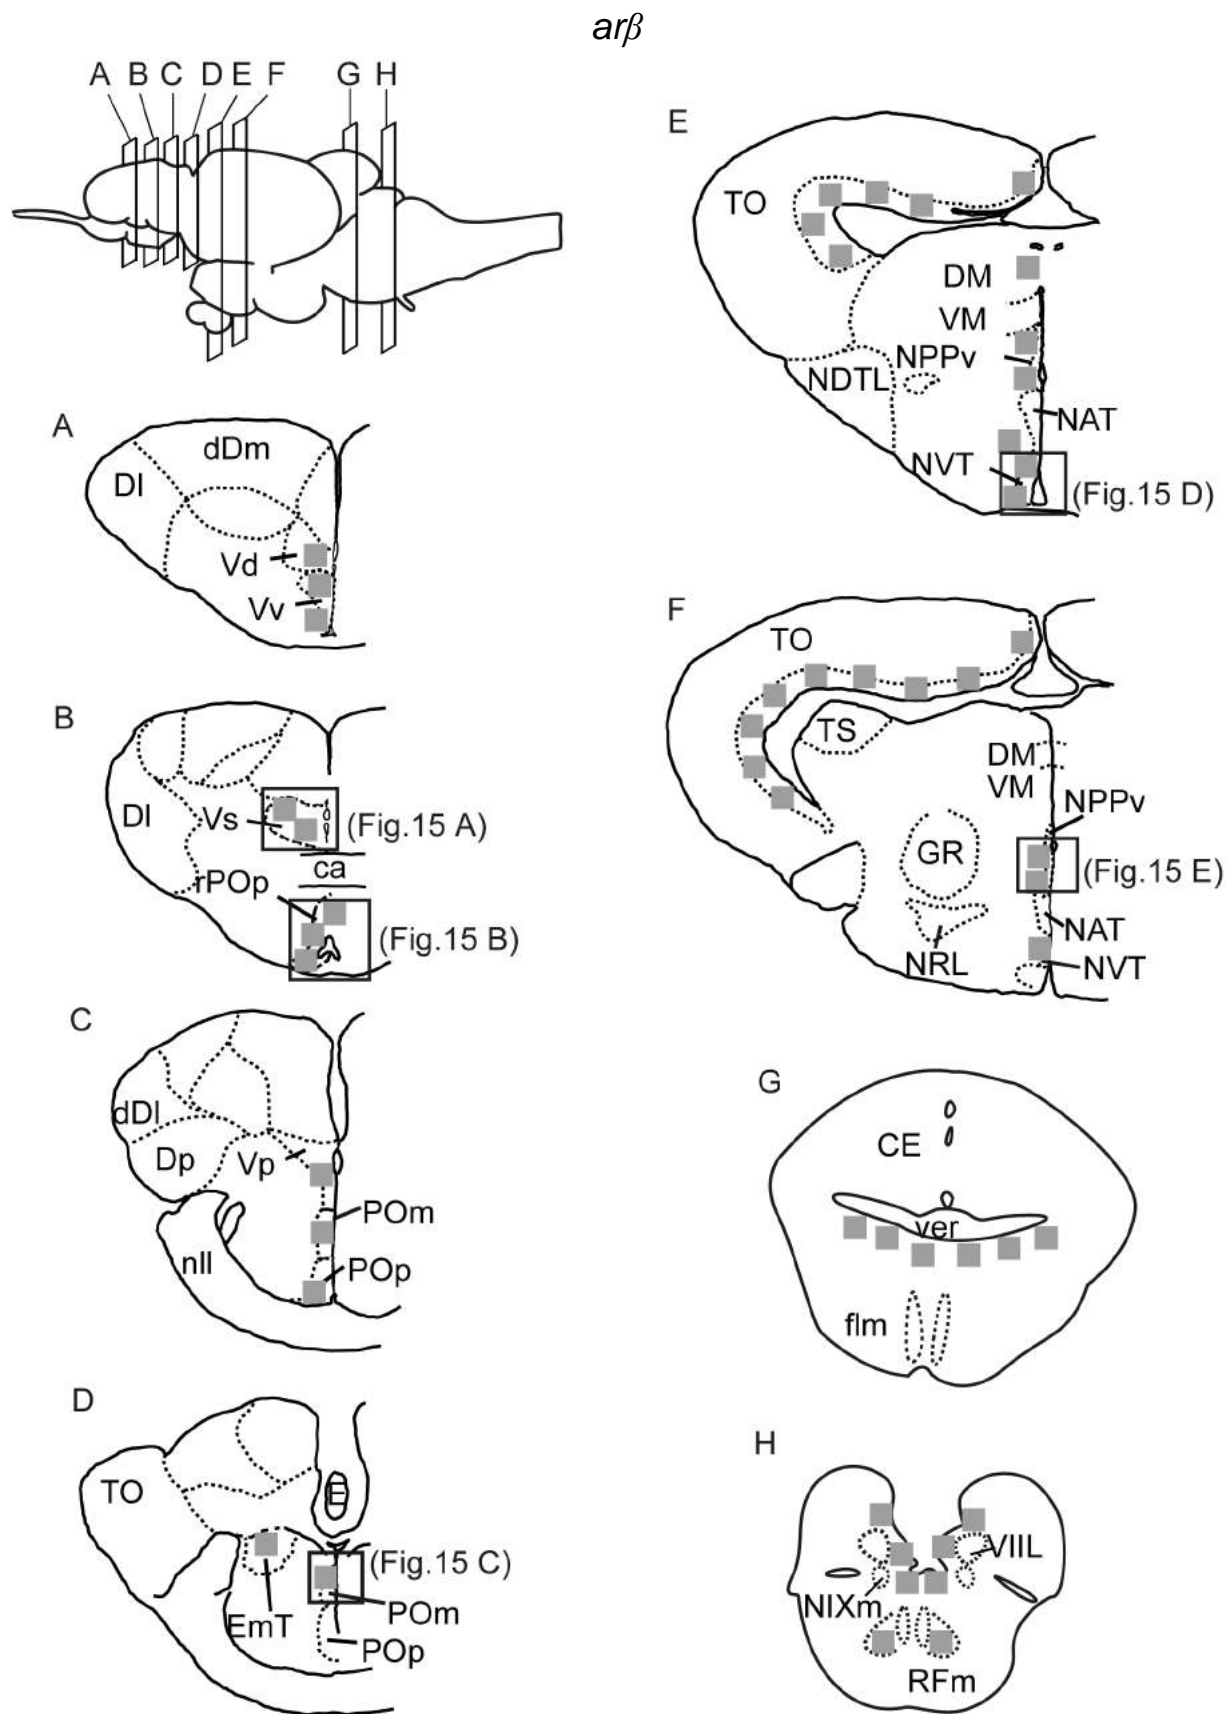 arβ
A B C D E F G H
A
dDm
Dl
Vd
Vv
B
Dl
Vs
(Fig.15 A)
ca
rPOp
(Fig.15 B)
C
dDl
Dp
Vp
POm
nll
POp
D
TO
E
(Fig.15 C)
EmT
POm
POp
E
TO
DM
VM
NPPv
NDTL
NAT
NVT
(Fig.15 D)
F
TO
TS
DM
VM
NPPv
GR
(Fig.15 E)
NAT
NRL
NVT
G
CE
ver
flm
H
VIIL
NIXm
RFm